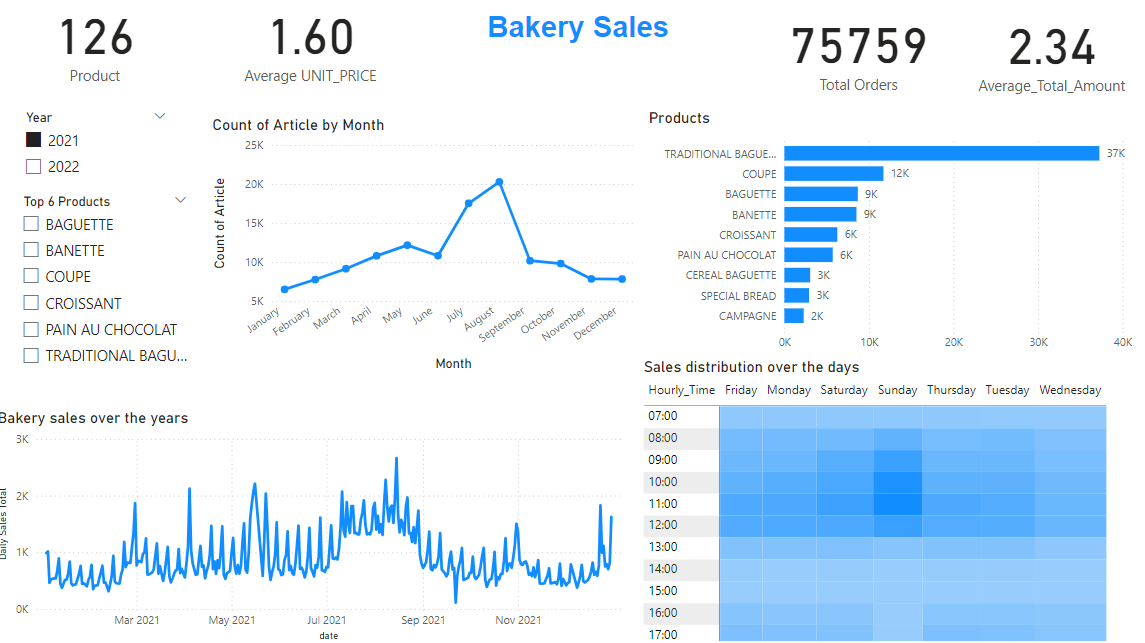 Bakery Sales
126
Product
1.60
Average UNIT_PRICE
75759
Total Orders
2.34
Average_Total_Amount
Year
2021
2022
Top 6 Products
BAGUETTE
BANETTE
COUPE
CROISSANT
PAIN AU CHOCOLAT
TRADITIONAL BAGU...
Count of Article by Month
Count of Article
25K
20K
15K
10K
5K
January
February
March
April
May
June
July
August
September
October
November
December
Month
Products
TRADITIONAL BAGUE... 37K
COUPE 12K
BAGUETTE 9K
BANETTE 9K
CROISSANT 6K
PAIN AU CHOCOLAT 6K
CEREAL BAGUETTE 3K
SPECIAL BREAD 3K
CAMPAGNE 2K
0K 10K 20K 30K 40K
Bakery sales over the years
Daily Sales Total
3K
2K
1K
0K
Mar 2021 May 2021 Jul 2021 Sep 2021 Nov 2021
date
Sales distribution over the days
Hourly_Time Friday Monday Saturday Sunday Thursday Tuesday Wednesday
07:00
08:00
09:00
10:00
11:00
12:00
13:00
14:00
15:00
16:00
17:00